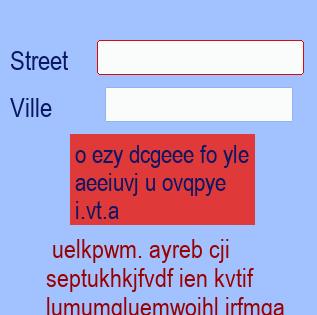 Street
Ville
o ezy dcgeee fo yle
aeeiuvj u ovqpye
i.vt.a
uelkpwm. ayreb cji
septukhkjfvdf ien kvtif
lumumgluemwoihl irfmga